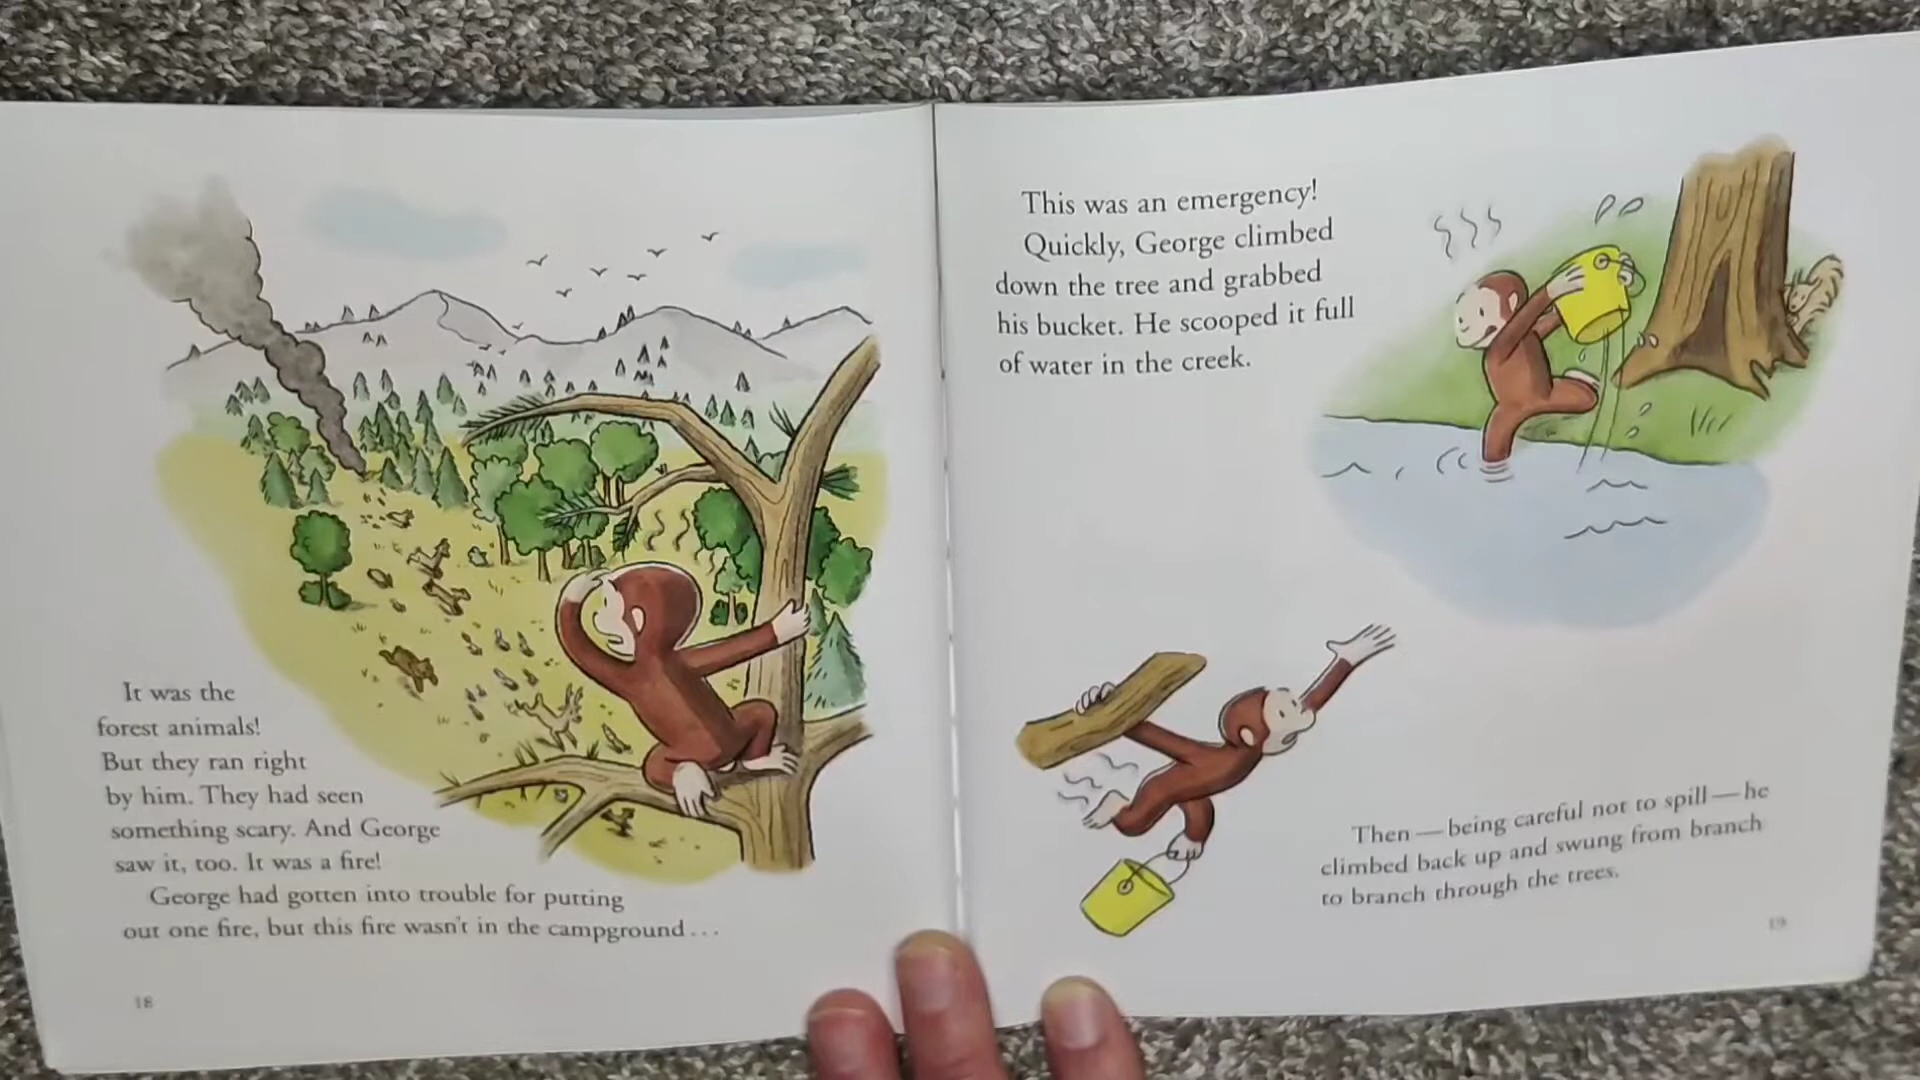 It was the
forest animals!
But they ran right
by him. They had seen
something scary. And George
saw it, too. It was a fire!
George had gotten into trouble for putting
out one fire, but this fire wasn't in the campground . . .
18
This was an emergency!
Quickly, George climbed
down the tree and grabbed
his bucket. He scooped it full
of water in the creek.
Then — being careful not to spill — he
climbed back up and swung from branch
to branch through the trees.
19